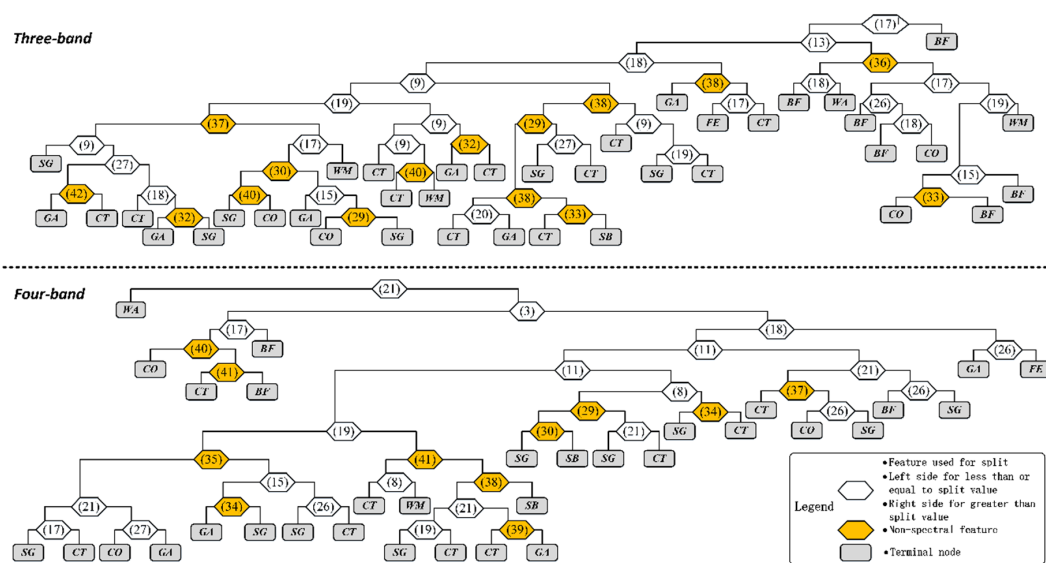 (17)
Three-band
BF
(13)
(18) (36)
(9) (38) (18) (17)
(19) (38) GA (17) BF WA (26) (19)
(37) (9) (29) (9) FE CT BF (18) WM
(9) (17) (9) (32) (27) CT (19) BF CO
SG (27) (30) WM CT (40) GA CT SG CT SG CT (15)
(42) (18) (40) (15) CT WM (38) (33) BF
GA CT CT (32) SG CO GA (29) (20) (33) CO BF
GA SG CO SG CT GA CT SB
Four-band
(21)
WA (3)
(17) (18)
(40) BF (11) (26)
CO (41) (11) (21) GA FE
CT BF (8) (37) (26)
(29) (34) CT (26) BF SG
(19) (30) (21) SG CT CO SG
(35) (41) SG SB SG CT
(15) (8) (38)
(21) (34) (26) CT WM (21) SB
(17) (27) GA SG SG CT (19) (39)
SG CT CO GA SG CT CT GA
Legend
•Feature used for split
•Left side for less than or
equal to split value
•Right side for greater than
split value
•Non-spectral feature
•Terminal node